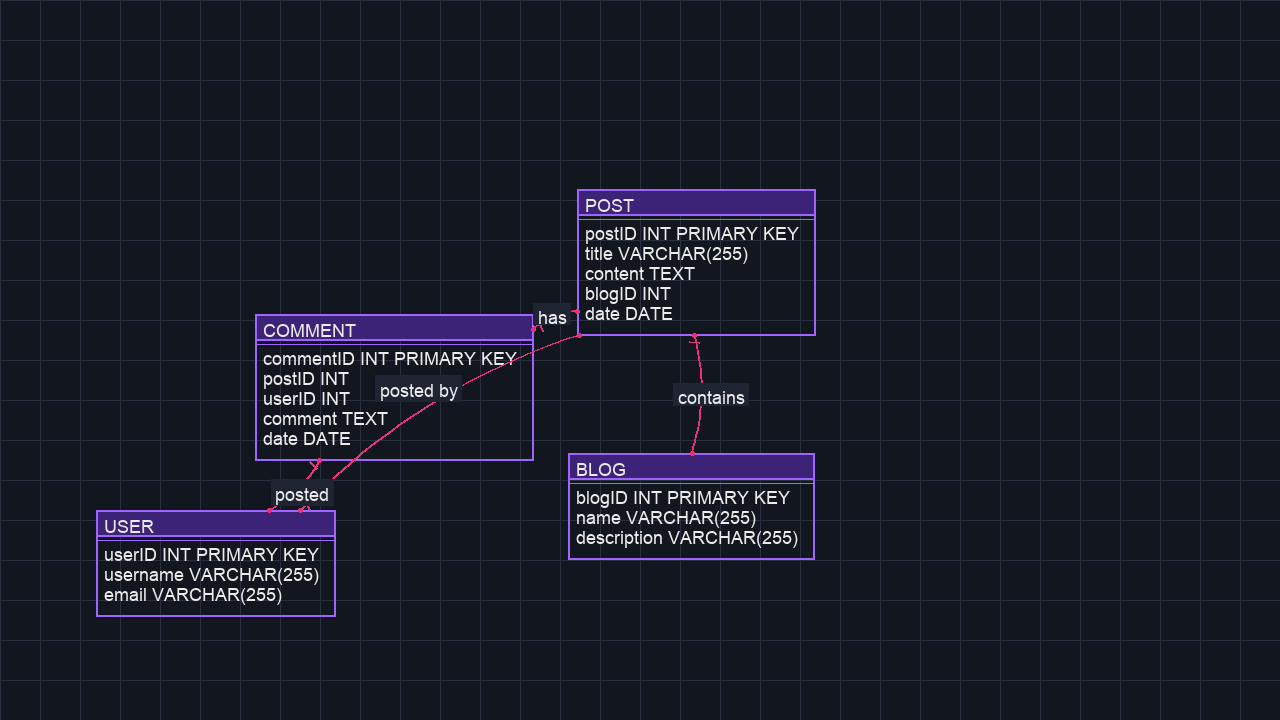 POST
postID INT PRIMARY KEY
title VARCHAR(255)
content TEXT
blogID INT
date DATE
has
COMMENT
commentID INT PRIMARY KEY
postID INT
userID INT
comment TEXT
date DATE
posted by
contains
posted
BLOG
blogID INT PRIMARY KEY
name VARCHAR(255)
description VARCHAR(255)
USER
userID INT PRIMARY KEY
username VARCHAR(255)
email VARCHAR(255)